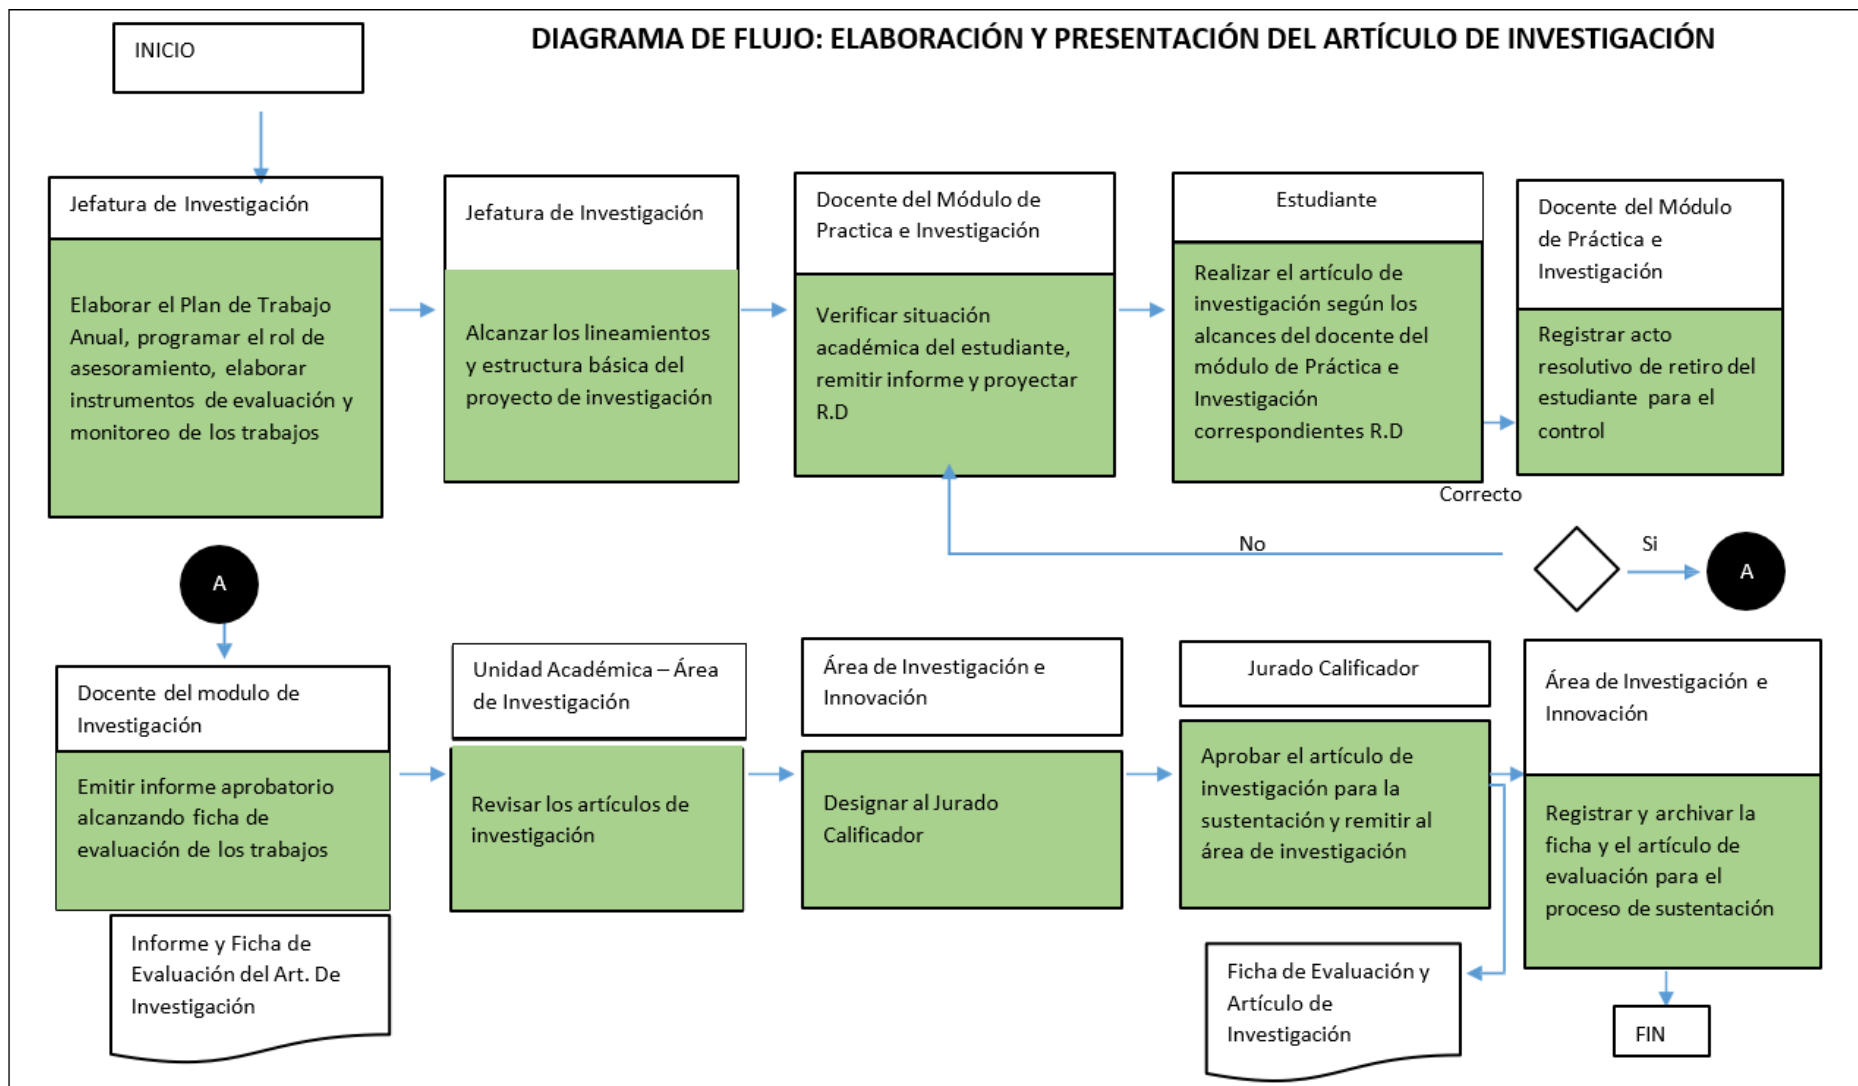 INICIO
DIAGRAMA DE FLUJO: ELABORACIÓN Y PRESENTACIÓN DEL ARTÍCULO DE INVESTIGACIÓN
Jefatura de Investigación
Elaborar el Plan de Trabajo
Anual, programar el rol de
asesoramiento, elaborar
instrumentos de evaluación y
monitoreo de los trabajos
Jefatura de Investigación
Alcanzar los lineamientos
y estructura básica del
proyecto de investigación
Docente del Módulo de
Practica e Investigación
Verificar situación
académica del estudiante,
remitir informe y proyectar
R.D
Estudiante
Realizar el artículo de
investigación según los
alcances del docente del
módulo de Práctica e
Investigación
correspondientes R.D
Docente del Módulo
de Práctica e
Investigación
Registrar acto
resolutivo de retiro del
estudiante para el
control
Correcto
No
Si
A
A
Docente del modulo de
Investigación
Emitir informe aprobatorio
alcanzando ficha de
evaluación de los trabajos
Informe y Ficha de
Evaluación del Art. De
Investigación
Unidad Académica – Área
de Investigación
Revisar los artículos de
investigación
Área de Investigación e
Innovación
Designar al Jurado
Calificador
Jurado Calificador
Aprobar el artículo de
investigación para la
sustentación y remitir al
área de investigación
Ficha de Evaluación y
Artículo de
Investigación
Área de Investigación e
Innovación
Registrar y archivar la
ficha y el artículo de
evaluación para el
proceso de sustentación
FIN